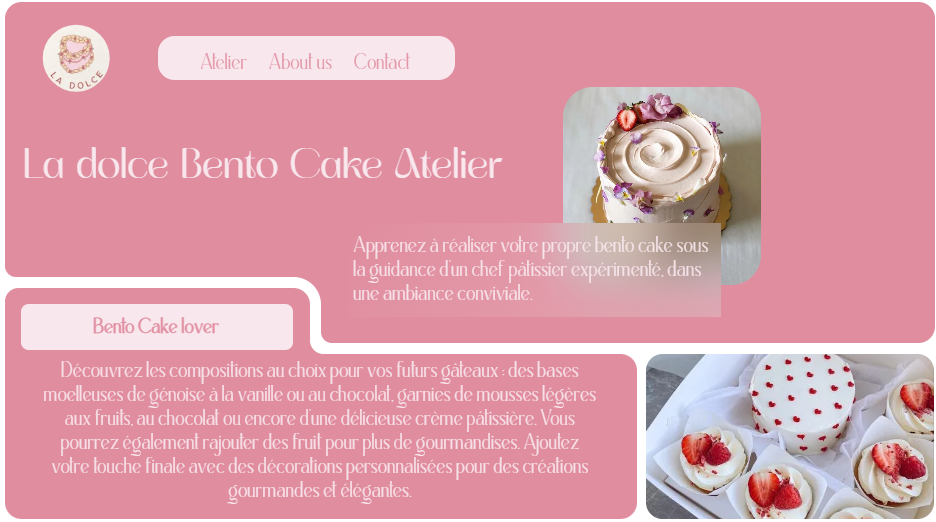 LA DOLCE
Atelier About us Contact
La dolce Bento Cake Atelier
Apprenez à réaliser votre propre bento cake sous
la guidance d'un chef pâtissier expérimenté, dans
une ambiance conviviale.
Bento Cake lover
Découvrez les compositions au choix pour vos futurs gâteaux : des bases
moelleuses de génoise à la vanille ou au chocolat, garnies de mousses légères
aux fruits, au chocolat ou encore d'une délicieuse crème pâtissière. Vous
pourrez également rajouter des fruit pour plus de gourmandises. Ajoutez
votre touche finale avec des décorations personnalisées pour des créations
gourmandes et élégantes.